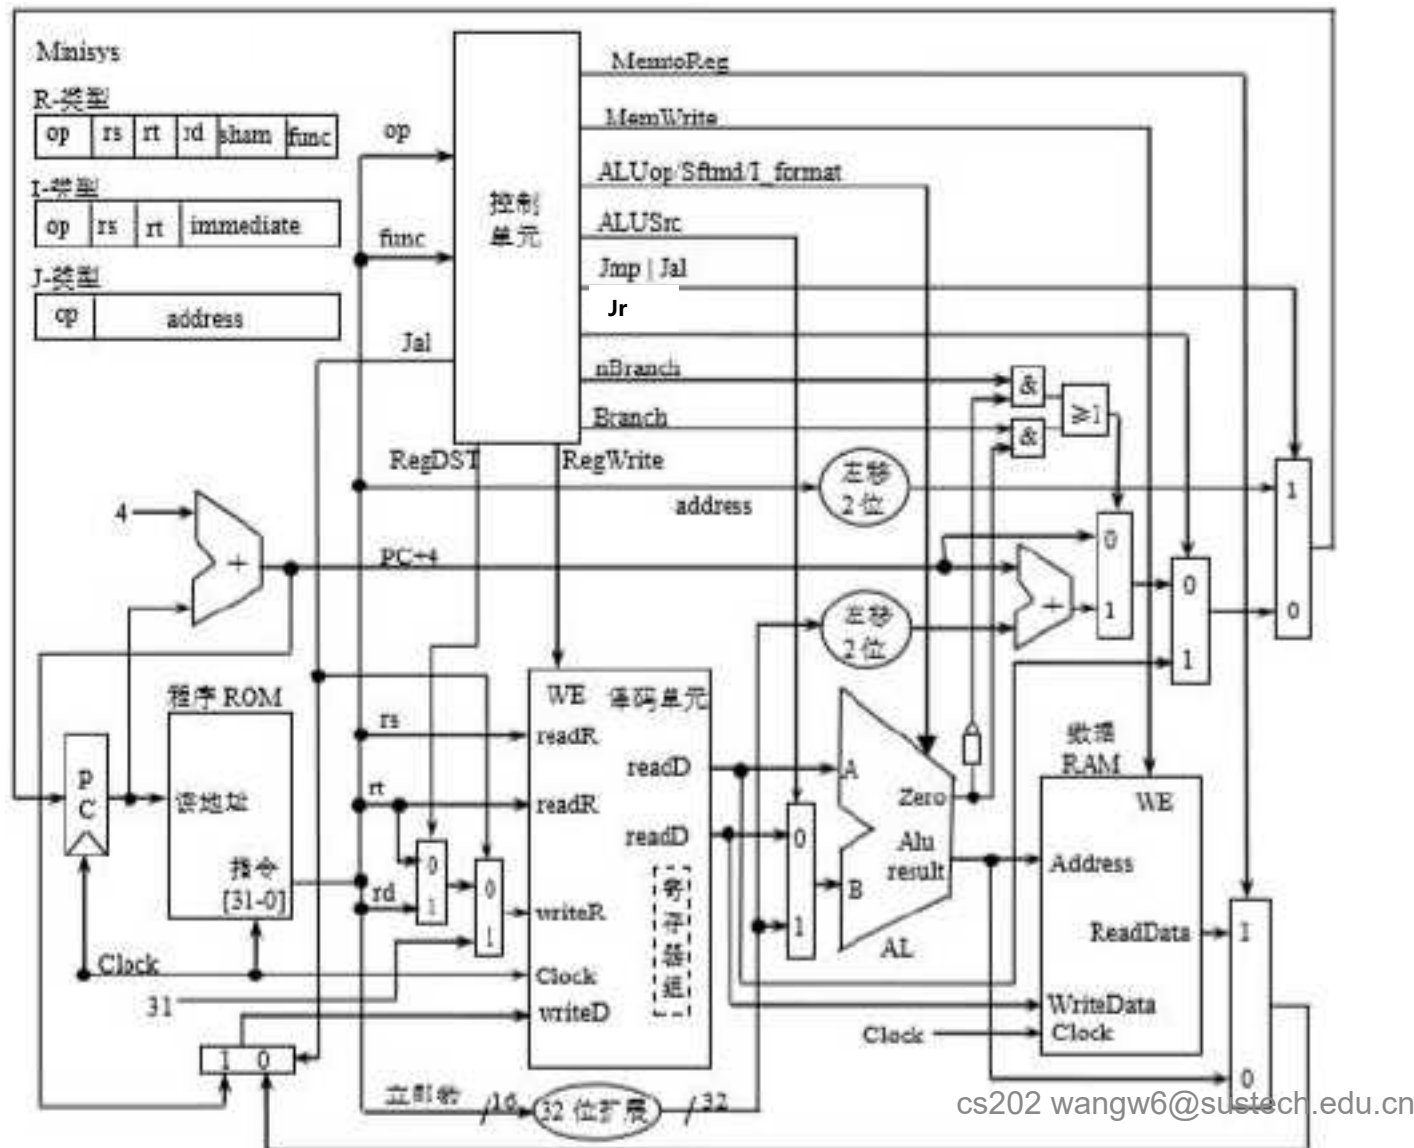 Minisys
R-类型
op rs rt rd sham func
I-类型
op rs rt immediate
J-类型
op address
op
func
Jal
控制
单元
MemtoReg
MemWrite
ALUop/Sftmd/I_format
ALUSrc
Jmp | Jal
Jr
nBranch
Branch
RegDST
RegWrite
&
&
≥1
address
左移
2 位
1
0
4
+
PC+4
左移
2 位
+
0
1
0
1
程序 ROM
PC
读地址
指令
[31-0]
Clock
31
rs
rt
rd
0
1
0
1
WE 译码单元
readR
readR
readD
readD
writeR
Clock
writeD
寄存器组
0
1
A
B
Zero
Alu
result
AL
数据
RAM
WE
Address
ReadData
WriteData
Clock
Clock
1
0
1 0
立即数
16
32 位扩展
32
cs202 wangw6@sustech.edu.cn